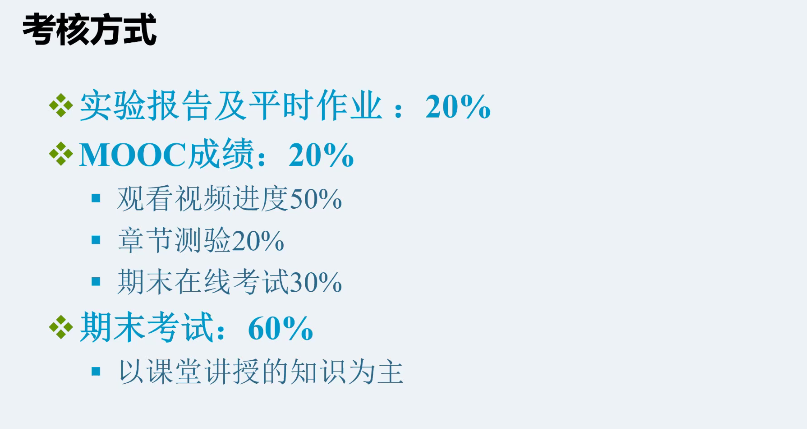 考核方式
实验报告及平时作业 ：20%
MOOC成绩：20%
观看视频进度50%
章节测验20%
期末在线考试30%
期末考试：60%
以课堂讲授的知识为主